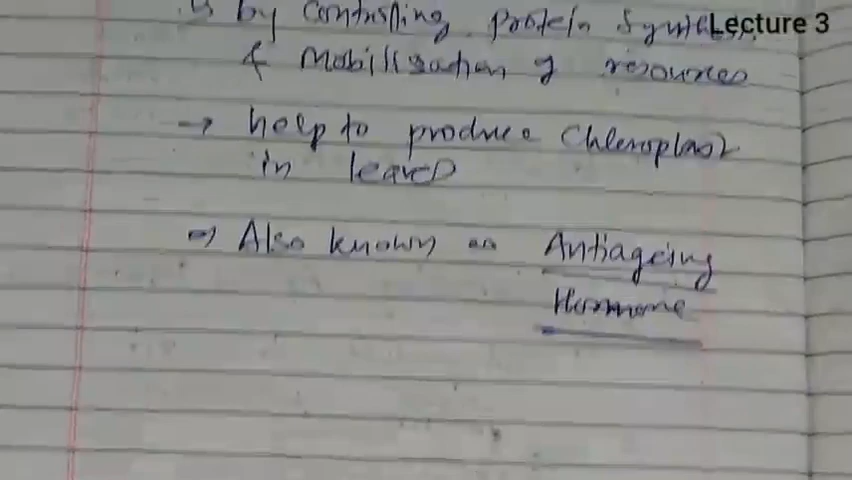 by Controlling Protein Lecture 3
& Mobilisation of resources
→ help to produce Chloroplast
in leaves
⇒ Also known as Antiageing
Hormone